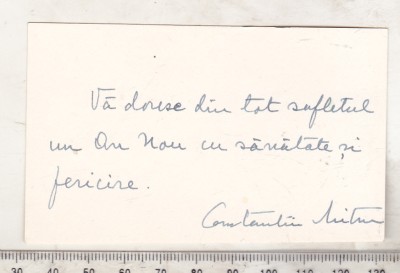 Vă doresc din tot sufletul
un An Nou cu sănătate și
fericire.
Constantin
30 40 50 60 70 80 90 100 110 120 130